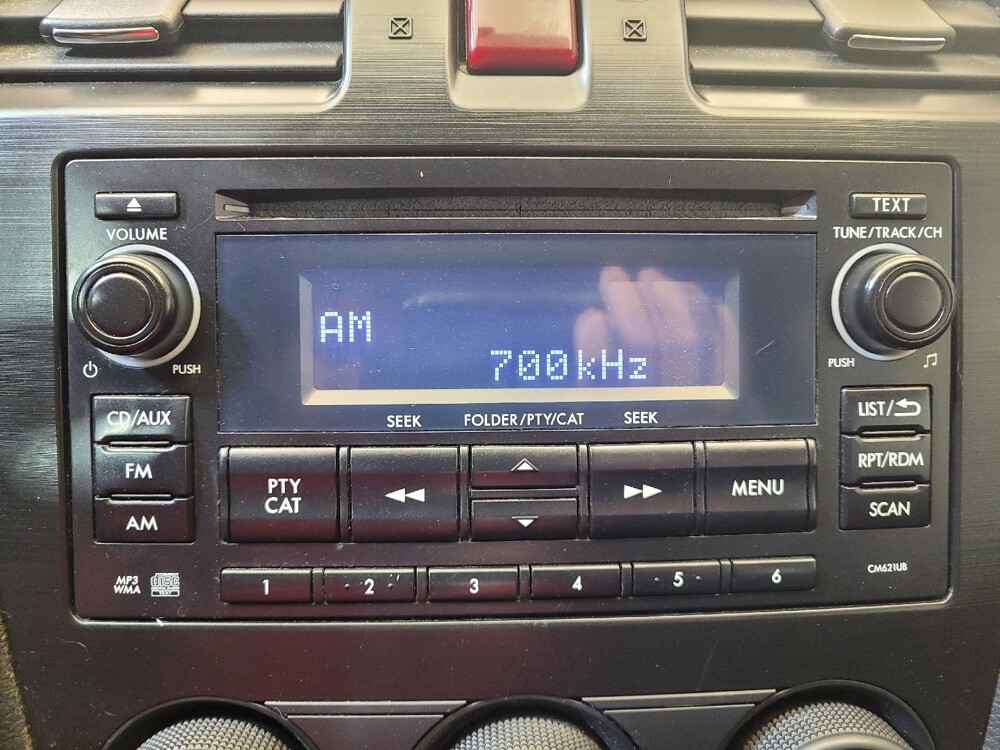 TEXT
VOLUME
TUNE/TRACK/CH
AM
700kHz
PUSH
PUSH
SEEK FOLDER/PTY/CAT SEEK
CD/AUX
LIST/
FM
RPT/RDM
AM
SCAN
PTY
CAT
MENU
MP3
WMA
disc
1 2 3 4 5 6
CM621UB